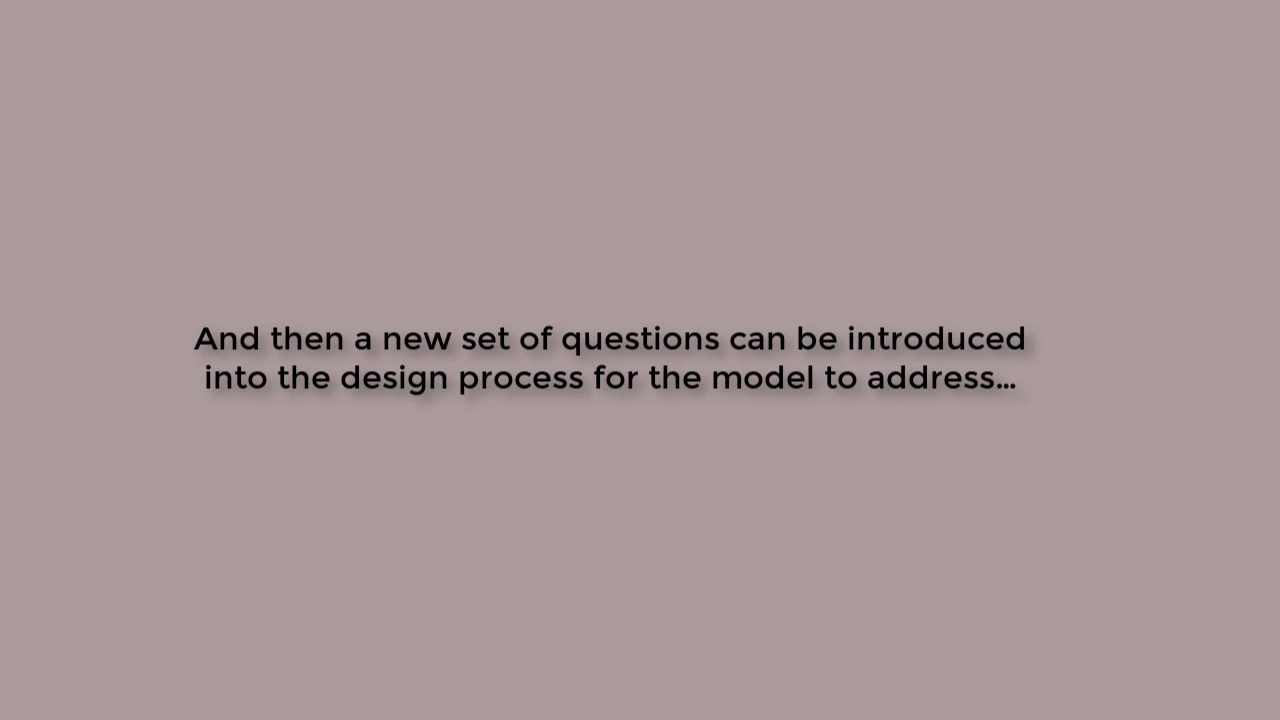 And then a new set of questions can be introduced
into the design process for the model to address...